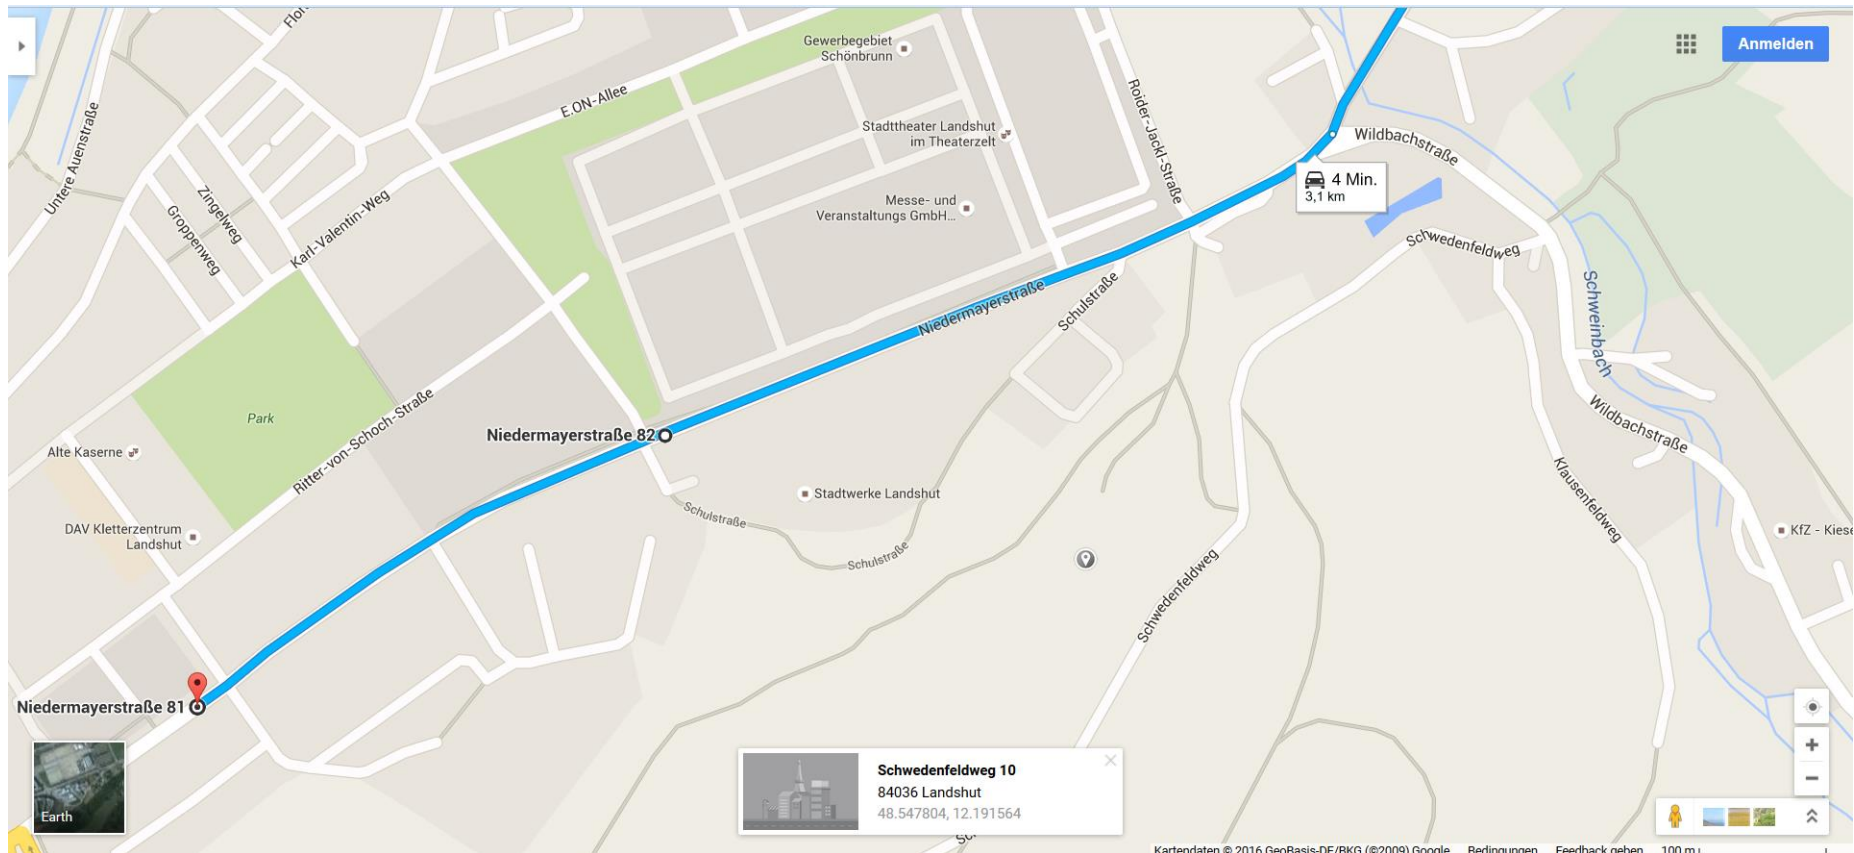 Flor
Gewerbegebiet
Schönbrunn
Anmelden
E.ON-Allee
Roider-Jackl-Straße
Stadttheater Landshut
im Theaterzelt
Wildbachstraße
Untere Auenstraße
4 Min.
3,1 km
Zingelweg
Groppenweg
Karl-Valentin-Weg
Messe- und
Veranstaltungs GmbH...
Schwedenfeldweg
Schweinbach
Niedermayerstraße
Schulstraße
Park
Ritter-von-Schoch-Straße
Niedermayerstraße 82
Alte Kaserne
Wildbachstraße
Stadtwerke Landshut
Klausenfeldweg
Schulstraße
DAV Kletterzentrum
Landshut
KfZ - Kiese
Schulstraße
Schwedenfeldweg
Niedermayerstraße 81
Earth
Schwedenfeldweg 10
84036 Landshut
48.547804, 12.191564
Kartendaten © 2016 GeoBasis-DE/BKG (©2009) Google Bedingungen Feedback geben 100 m